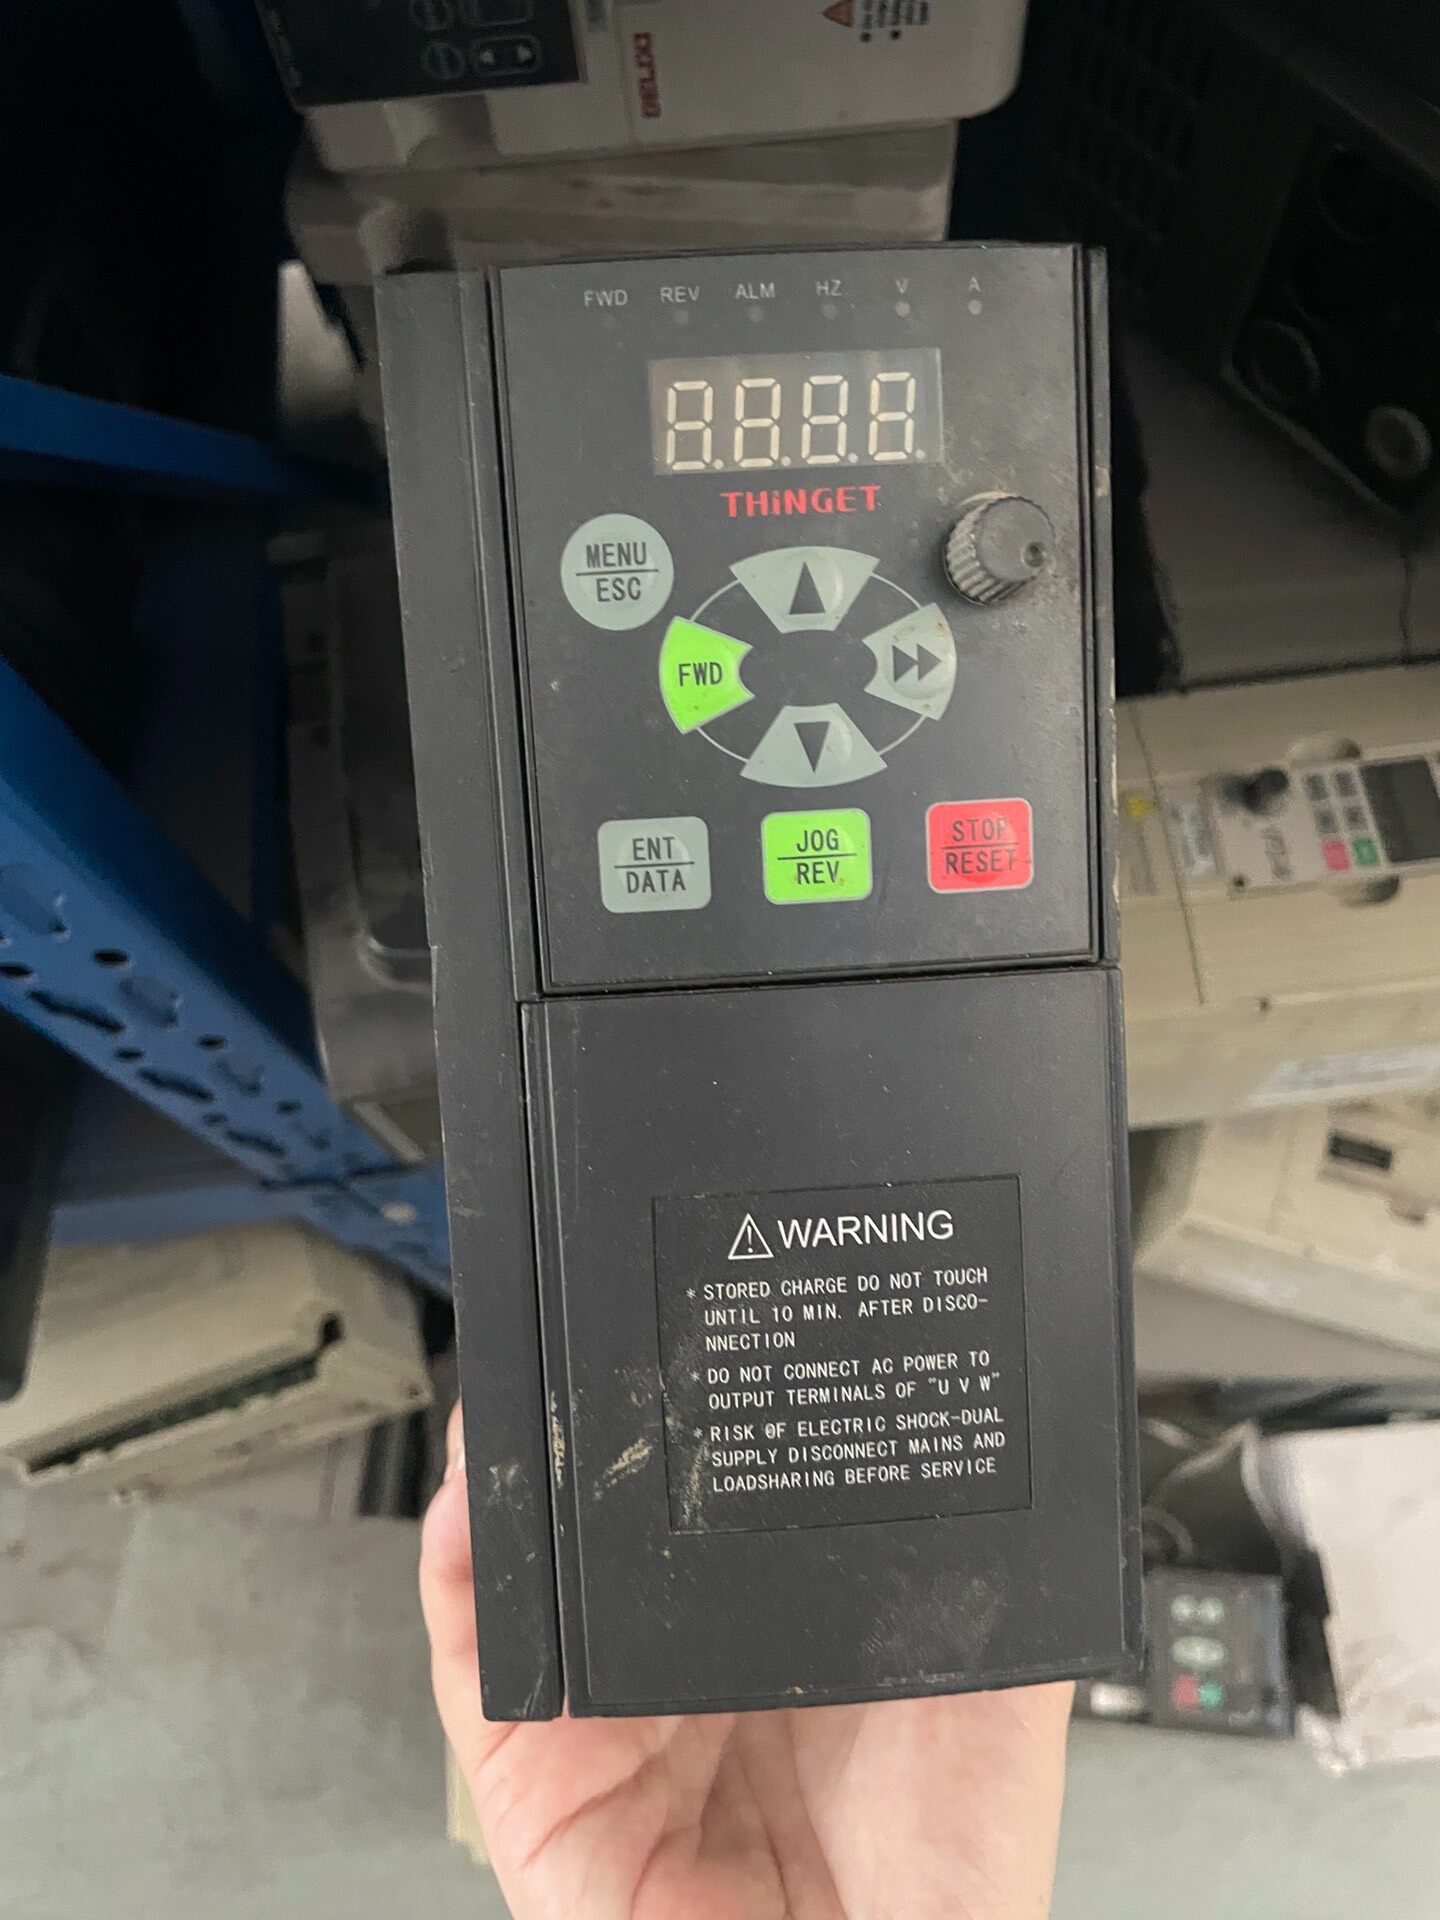 DELIXI
FWD REV ALM HZ V A
8.8.8.8.
THiNGET
MENU
ESC
FWD
ENT
DATA
JOG
REV
STOP
RESET
WARNING
* STORED CHARGE DO NOT TOUCH
UNTIL 10 MIN. AFTER DISCO-
NNECTION
* DO NOT CONNECT AC POWER TO
OUTPUT TERMINALS OF "U V W"
* RISK OF ELECTRIC SHOCK-DUAL
SUPPLY DISCONNECT MAINS AND
LOADSHARING BEFORE SERVICE